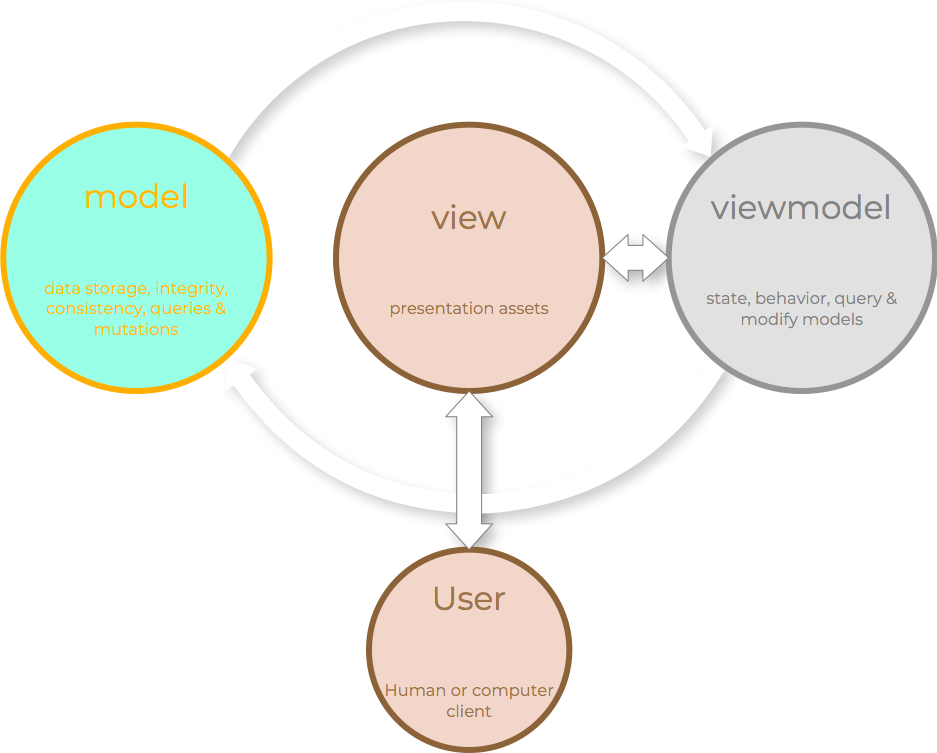 model
data storage, integrity,
consistency, queries &
mutations
view
presentation assets
viewmodel
state, behavior, query &
modify models
User
Human or computer
client